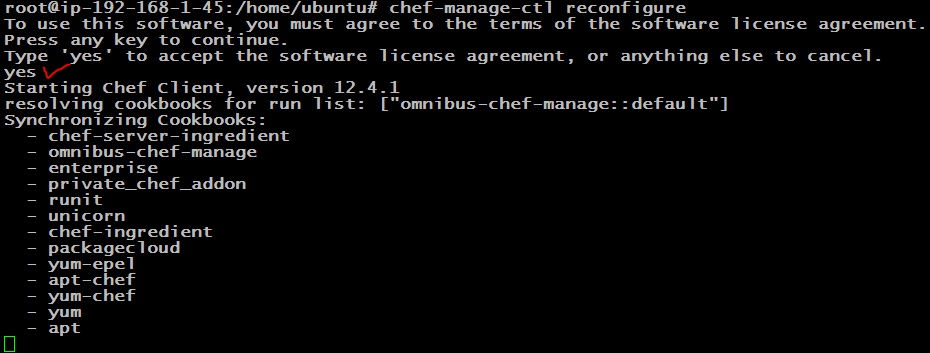 root@ip-192-168-1-45:/home/ubuntu# chef-manage-ctl reconfigure
To use this software, you must agree to the terms of the software license agreement.
Press any key to continue.
Type 'yes' to accept the software license agreement, or anything else to cancel.
yes
Starting Chef Client, version 12.4.1
resolving cookbooks for run list: ["omnibus-chef-manage::default"]
Synchronizing Cookbooks:
  - chef-server-ingredient
  - omnibus-chef-manage
  - enterprise
  - private_chef_addon
  - runit
  - unicorn
  - chef-ingredient
  - packagecloud
  - yum-epel
  - apt-chef
  - yum-chef
  - yum
  - apt